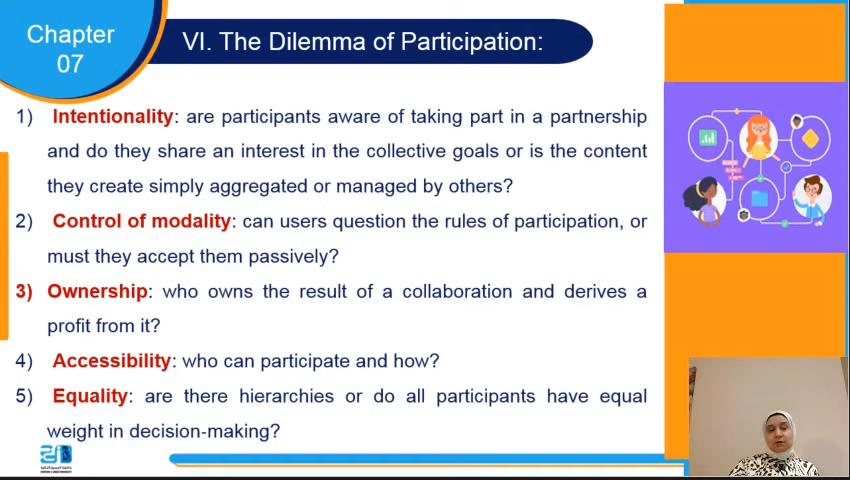 Chapter
07
VI. The Dilemma of Participation:
1) Intentionality: are participants aware of taking part in a partnership
and do they share an interest in the collective goals or is the content
they create simply aggregated or managed by others?
2) Control of modality: can users question the rules of participation, or
must they accept them passively?
3) Ownership: who owns the result of a collaboration and derives a
profit from it?
4) Accessibility: who can participate and how?
5) Equality: are there hierarchies or do all participants have equal
weight in decision-making?